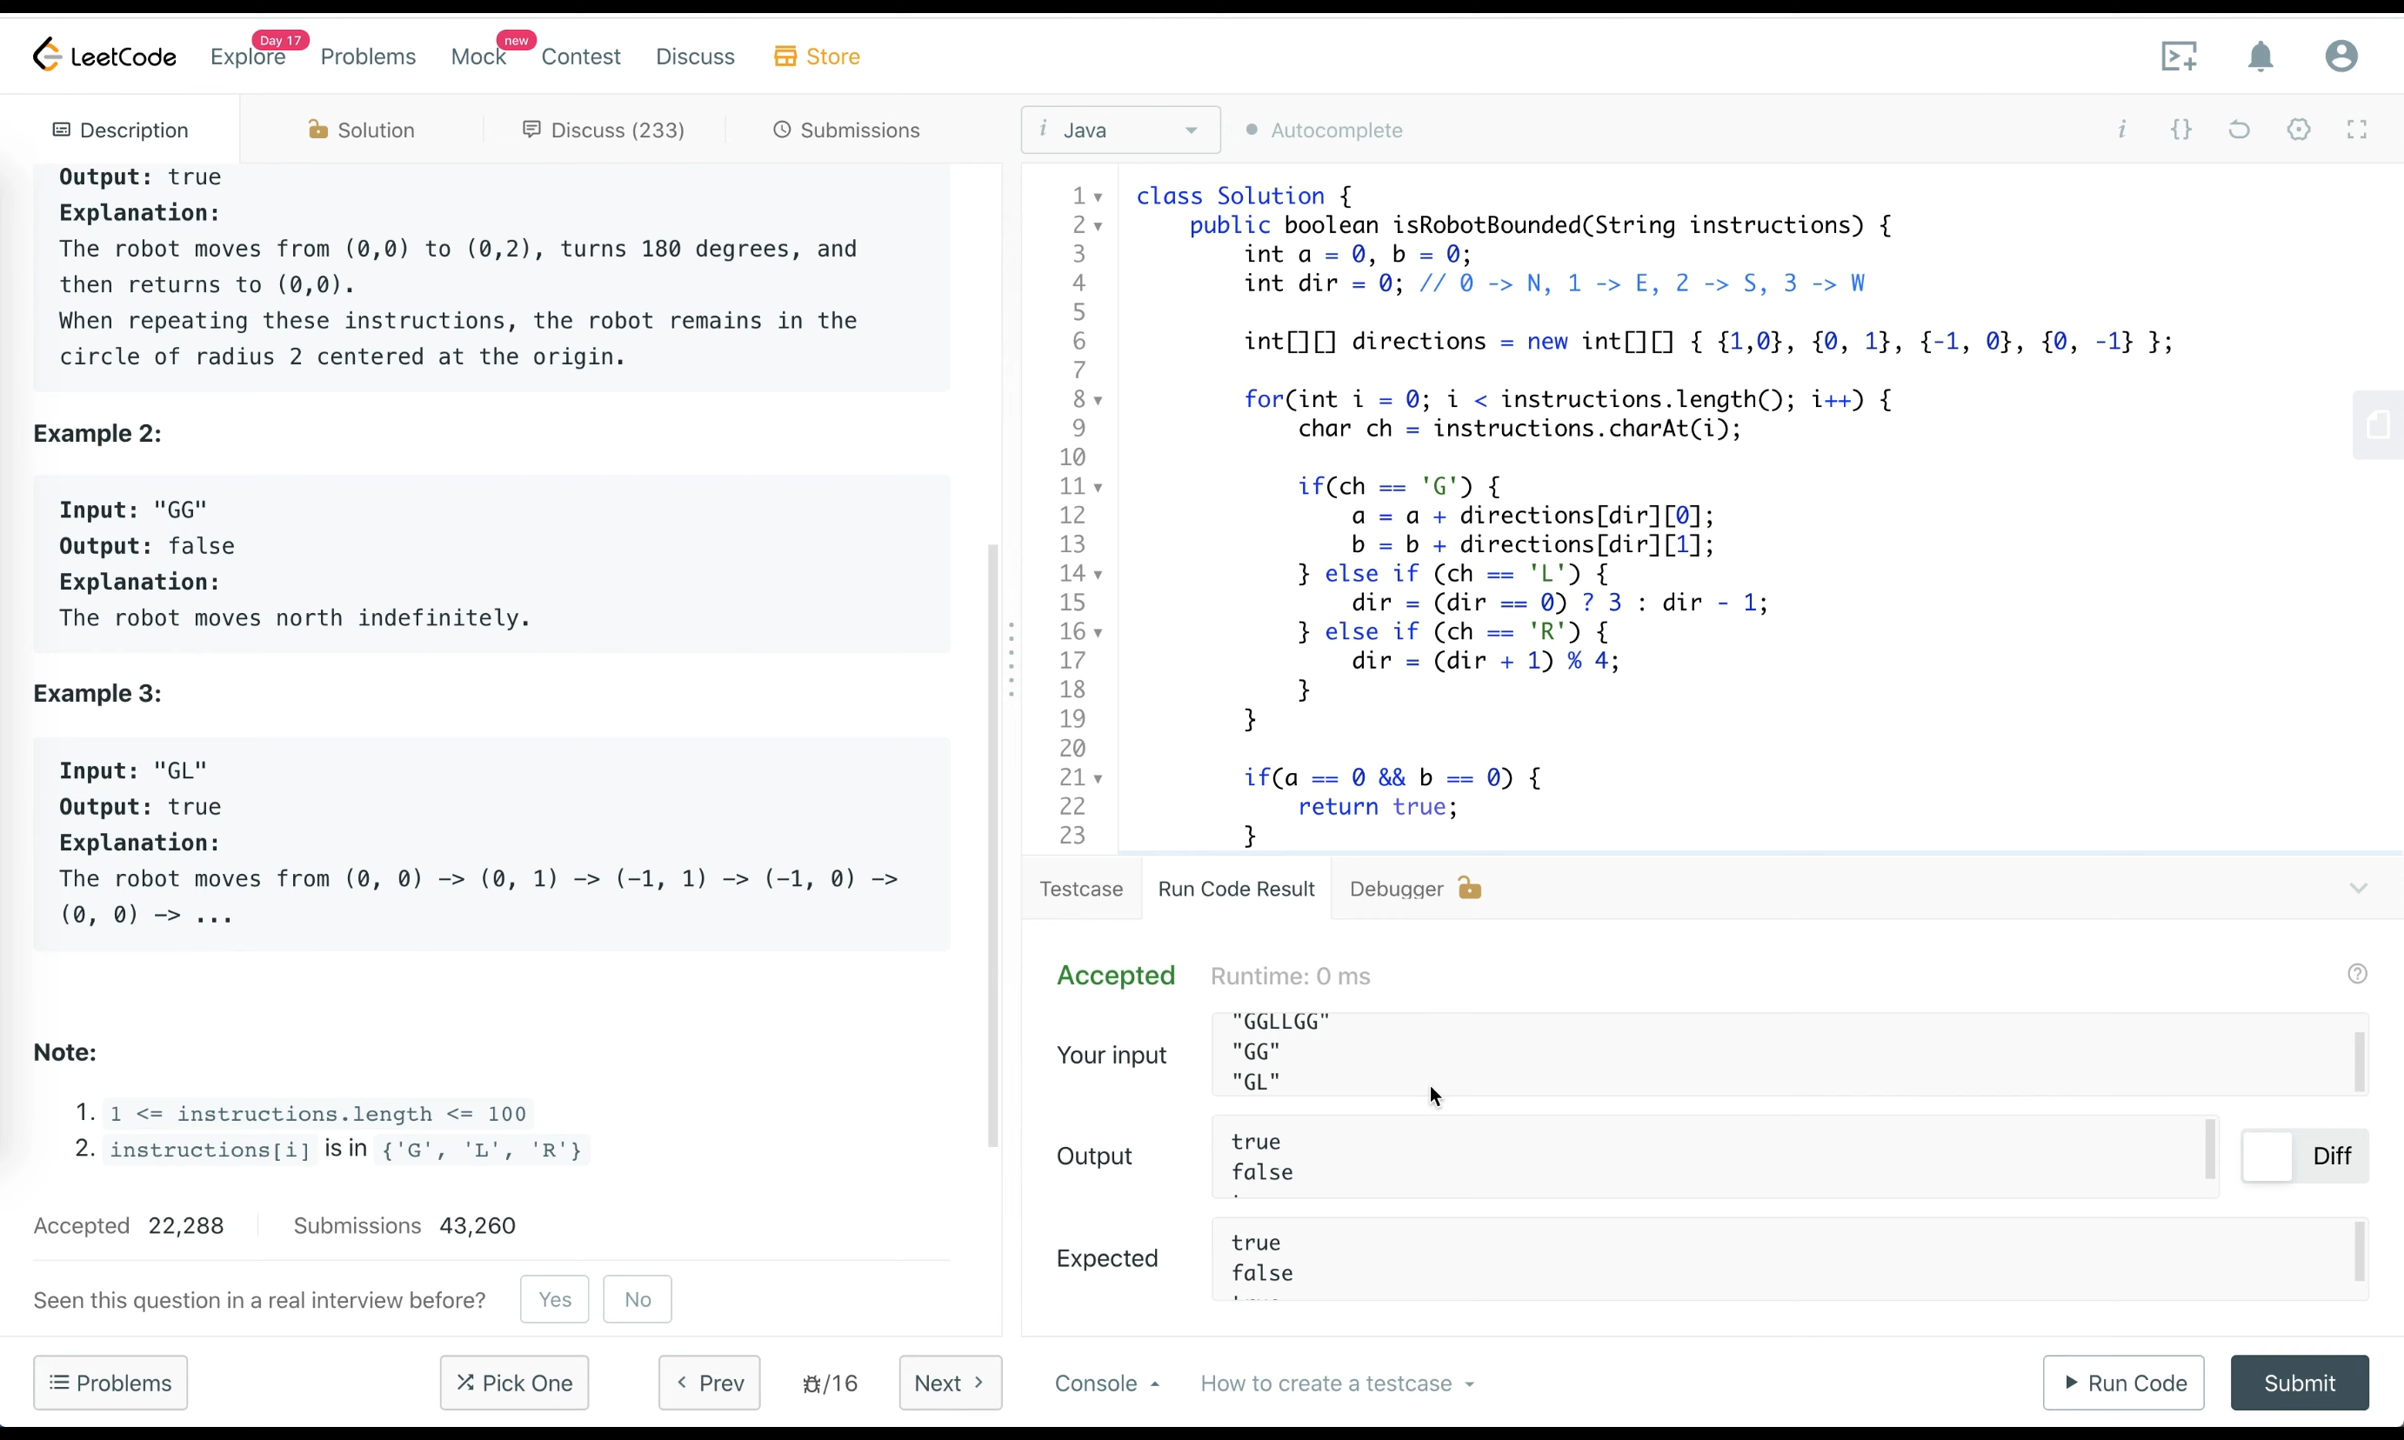 LeetCode Explore Day 17 Problems Mock new Contest Discuss Store
Description Solution Discuss (233) Submissions
i Java Autocomplete
Output: true
Explanation:
The robot moves from (0,0) to (0,2), turns 180 degrees, and
then returns to (0,0).
When repeating these instructions, the robot remains in the
circle of radius 2 centered at the origin.
Example 2:
Input: "GG"
Output: false
Explanation:
The robot moves north indefinitely.
Example 3:
Input: "GL"
Output: true
Explanation:
The robot moves from (0, 0) -> (0, 1) -> (-1, 1) -> (-1, 0) ->
(0, 0) -> ...
Note:
1. 1 <= instructions.length <= 100
2. instructions[i] is in {'G', 'L', 'R'}
Accepted 22,288 Submissions 43,260
Seen this question in a real interview before? Yes No
Problems Pick One Prev /16 Next
1 class Solution {
2 public boolean isRobotBounded(String instructions) {
3 int a = 0, b = 0;
4 int dir = 0; // 0 -> N, 1 -> E, 2 -> S, 3 -> W
5
6 int[][] directions = new int[][] { {1,0}, {0, 1}, {-1, 0}, {0, -1} };
7
8 for(int i = 0; i < instructions.length(); i++) {
9 char ch = instructions.charAt(i);
10
11 if(ch == 'G') {
12 a = a + directions[dir][0];
13 b = b + directions[dir][1];
14 } else if (ch == 'L') {
15 dir = (dir == 0) ? 3 : dir - 1;
16 } else if (ch == 'R') {
17 dir = (dir + 1) % 4;
18 }
19 }
20
21 if(a == 0 && b == 0) {
22 return true;
23 }
Testcase Run Code Result Debugger
Accepted Runtime: 0 ms
Your input
"GGLLGG"
"GG"
"GL"
Output
true
false
Diff
Expected
true
false
Console How to create a testcase Run Code Submit